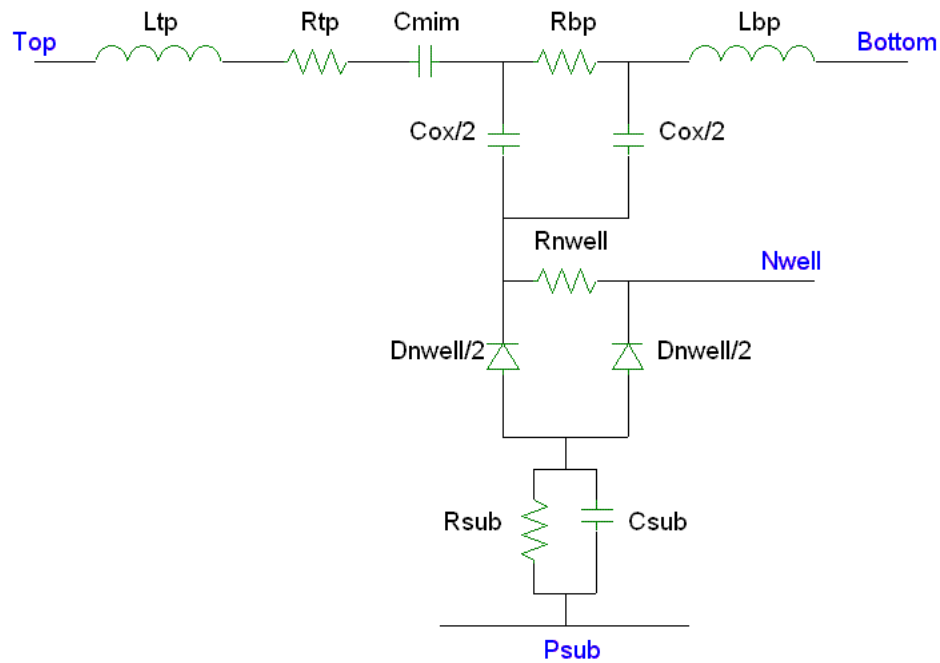 Ltp Rtp Cmim Rbp Lbp
Top Bottom
Cox/2 Cox/2
Rnwell
Nwell
Dnwell/2 Dnwell/2
Rsub Csub
Psub